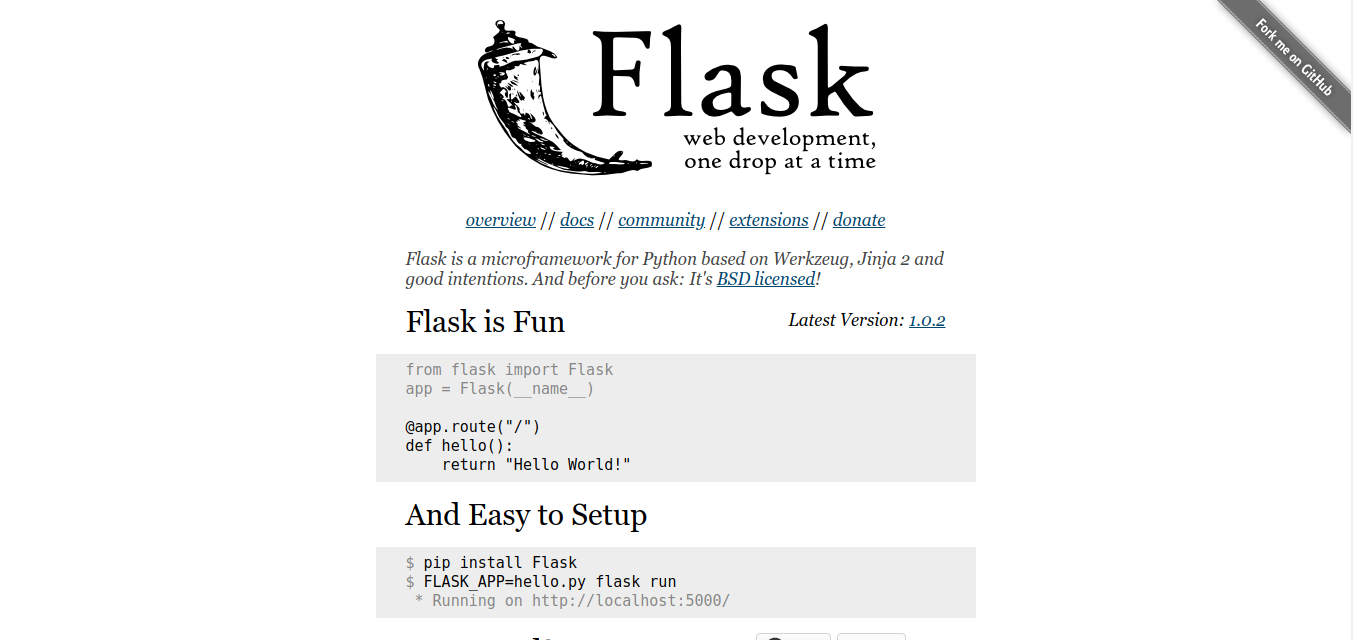 Fork me on GitHub
Flask
web development,
one drop at a time
overview // docs // community // extensions // donate
Flask is a microframework for Python based on Werkzeug, Jinja 2 and
good intentions. And before you ask: It's BSD licensed!
Flask is Fun
Latest Version: 1.0.2
from flask import Flask
app = Flask(__name__)
@app.route("/")
def hello():
    return "Hello World!"
And Easy to Setup
$ pip install Flask
$ FLASK_APP=hello.py flask run
 * Running on http://localhost:5000/